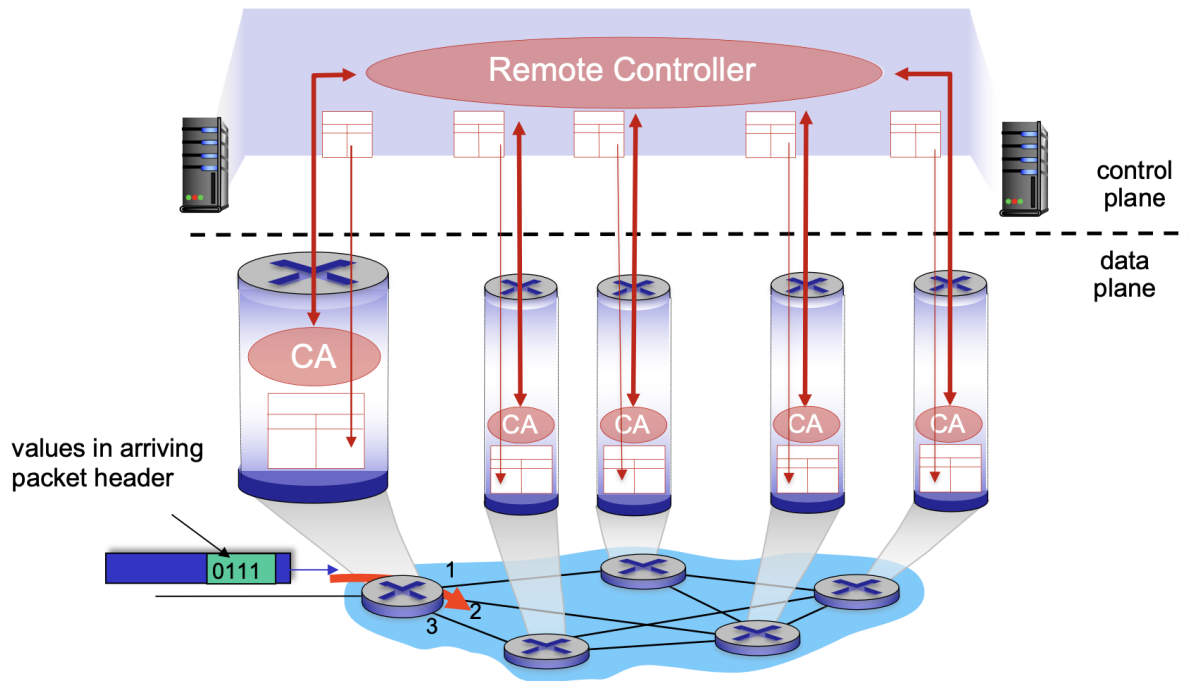 Remote Controller
control
plane
data
plane
CA
CA
CA
CA
CA
values in arriving
packet header
0111
1
2
3